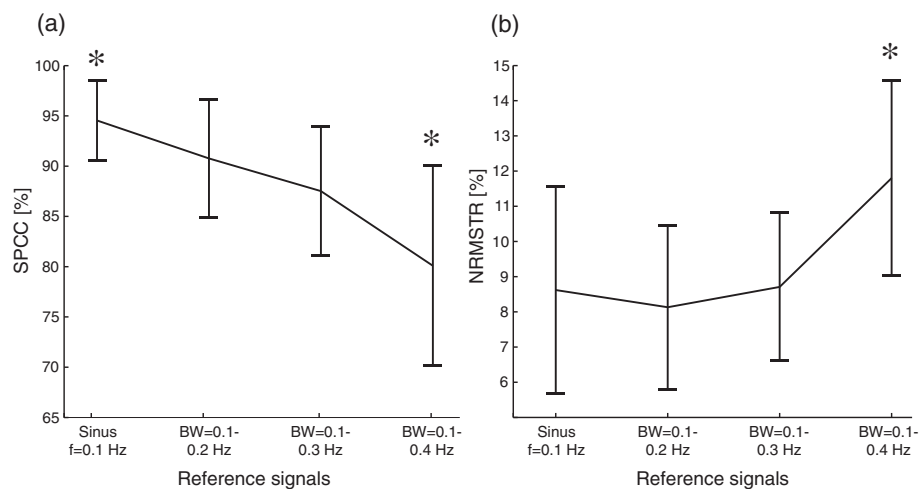 (a)
*
*
SPCC [%]
100
95
90
85
80
75
70
65
Sinus
f=0.1 Hz
BW=0.1-
0.2 Hz
BW=0.1-
0.3 Hz
BW=0.1-
0.4 Hz
Reference signals
(b)
*
NRMSTR [%]
15
14
13
12
11
10
9
8
7
6
Sinus
f=0.1 Hz
BW=0.1-
0.2 Hz
BW=0.1-
0.3 Hz
BW=0.1-
0.4 Hz
Reference signals